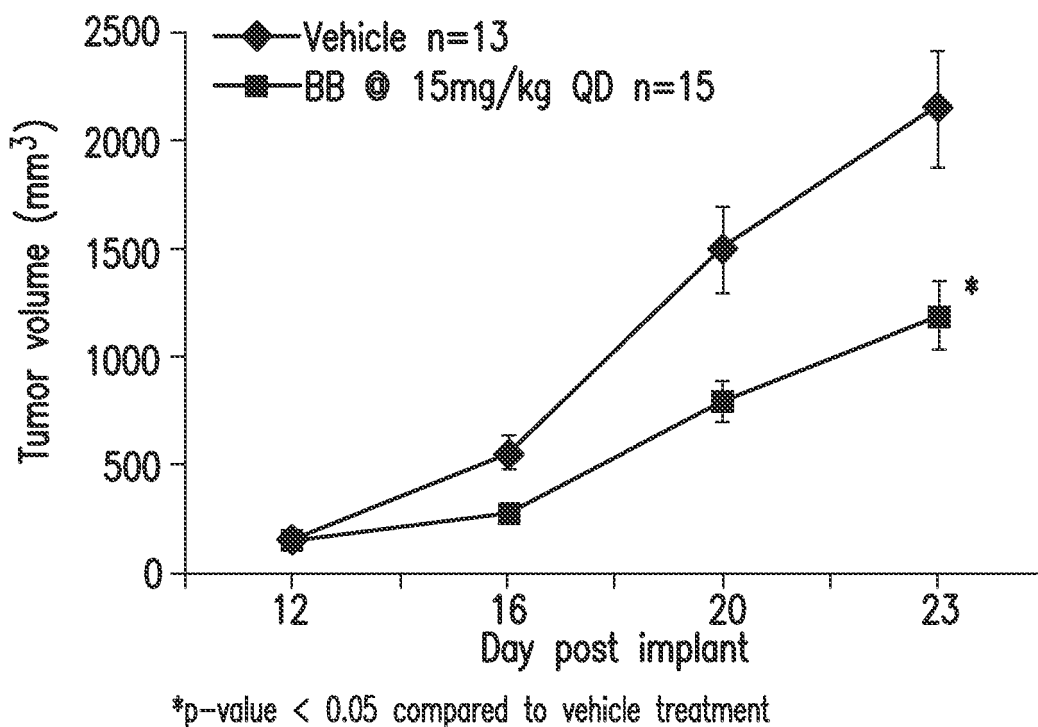 2500
2000
1500
1000
500
0
Tumor volume (mm³)
Vehicle n=13
BB @ 15mg/kg QD n=15
*
12 16 20 23
Day post implant
*p-value < 0.05 compared to vehicle treatment